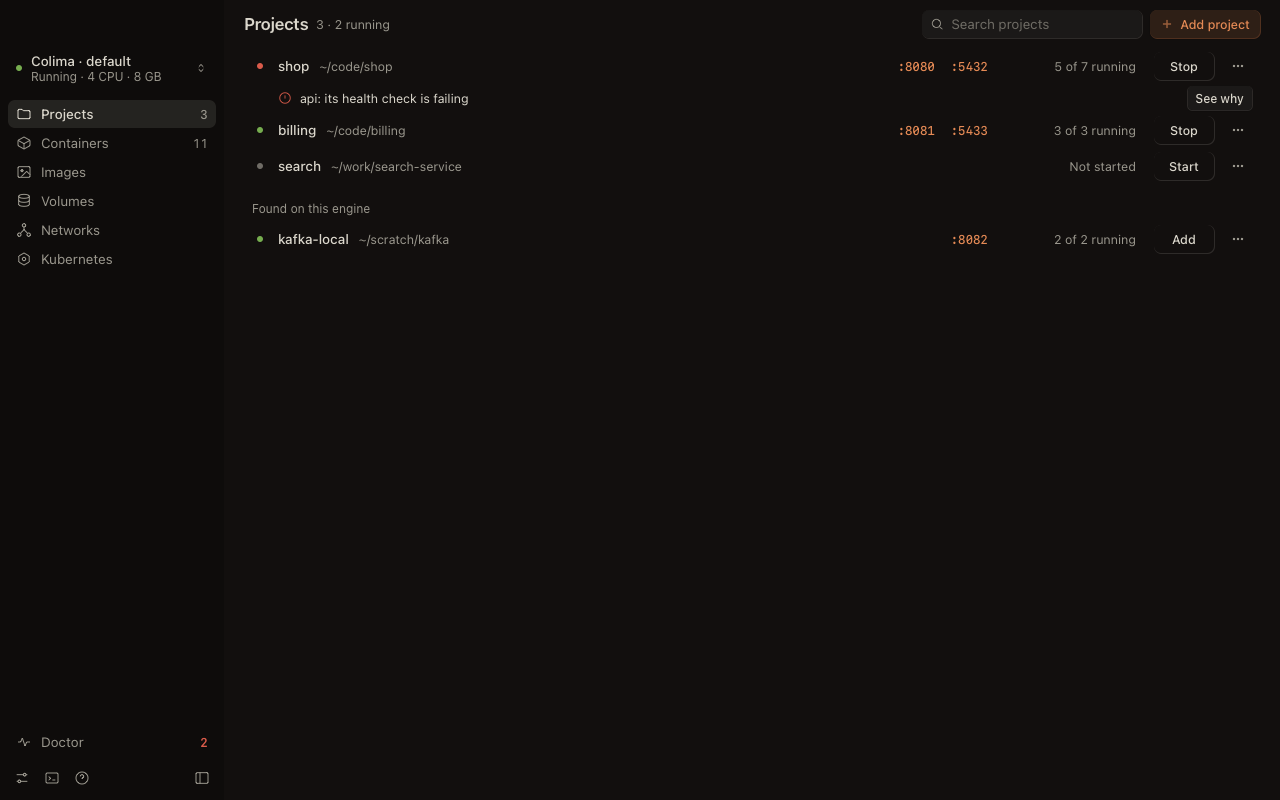 Projects 3 · 2 running
Search projects
+ Add project
Colima · default
Running · 4 CPU · 8 GB
Projects 3
Containers 11
Images
Volumes
Networks
Kubernetes
shop ~/code/shop :8080 :5432 5 of 7 running Stop ···
api: its health check is failing See why
billing ~/code/billing :8081 :5433 3 of 3 running Stop ···
search ~/work/search-service Not started Start ···
Found on this engine
kafka-local ~/scratch/kafka :8082 2 of 2 running Add ···
Doctor 2